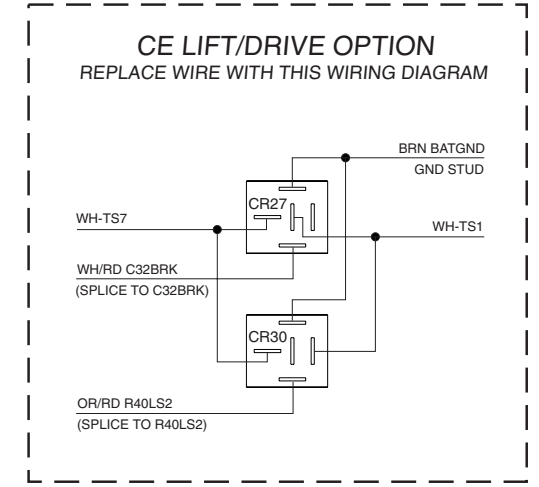 CE LIFT/DRIVE OPTION
REPLACE WIRE WITH THIS WIRING DIAGRAM
BRN BATGND
GND STUD
CR27
WH-TS7
WH-TS1
WH/RD C32BRK
(SPLICE TO C32BRK)
CR30
OR/RD R40LS2
(SPLICE TO R40LS2)